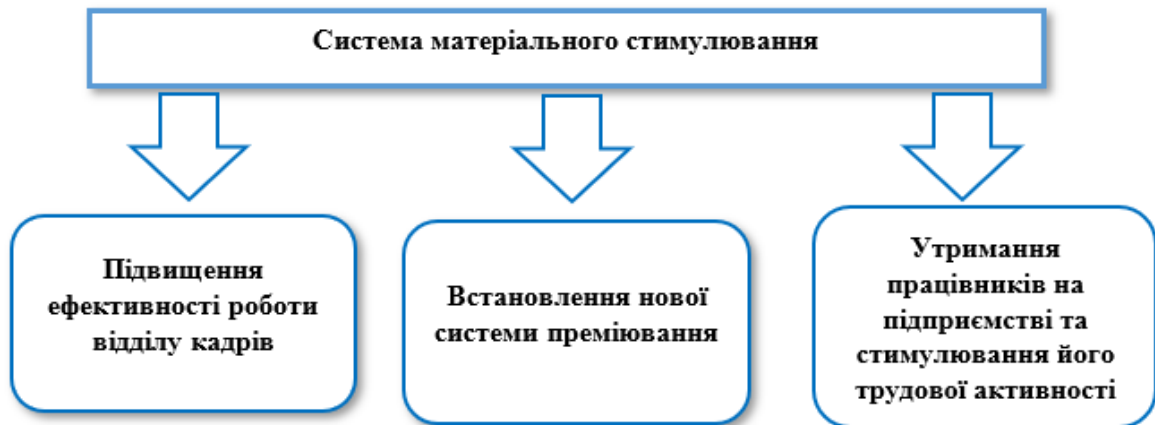 Система матеріального стимулювання
Підвищення
ефективності роботи
відділу кадрів
Встановлення нової
системи преміювання
Утримання
працівників на
підприємстві та
стимулювання його
трудової активності